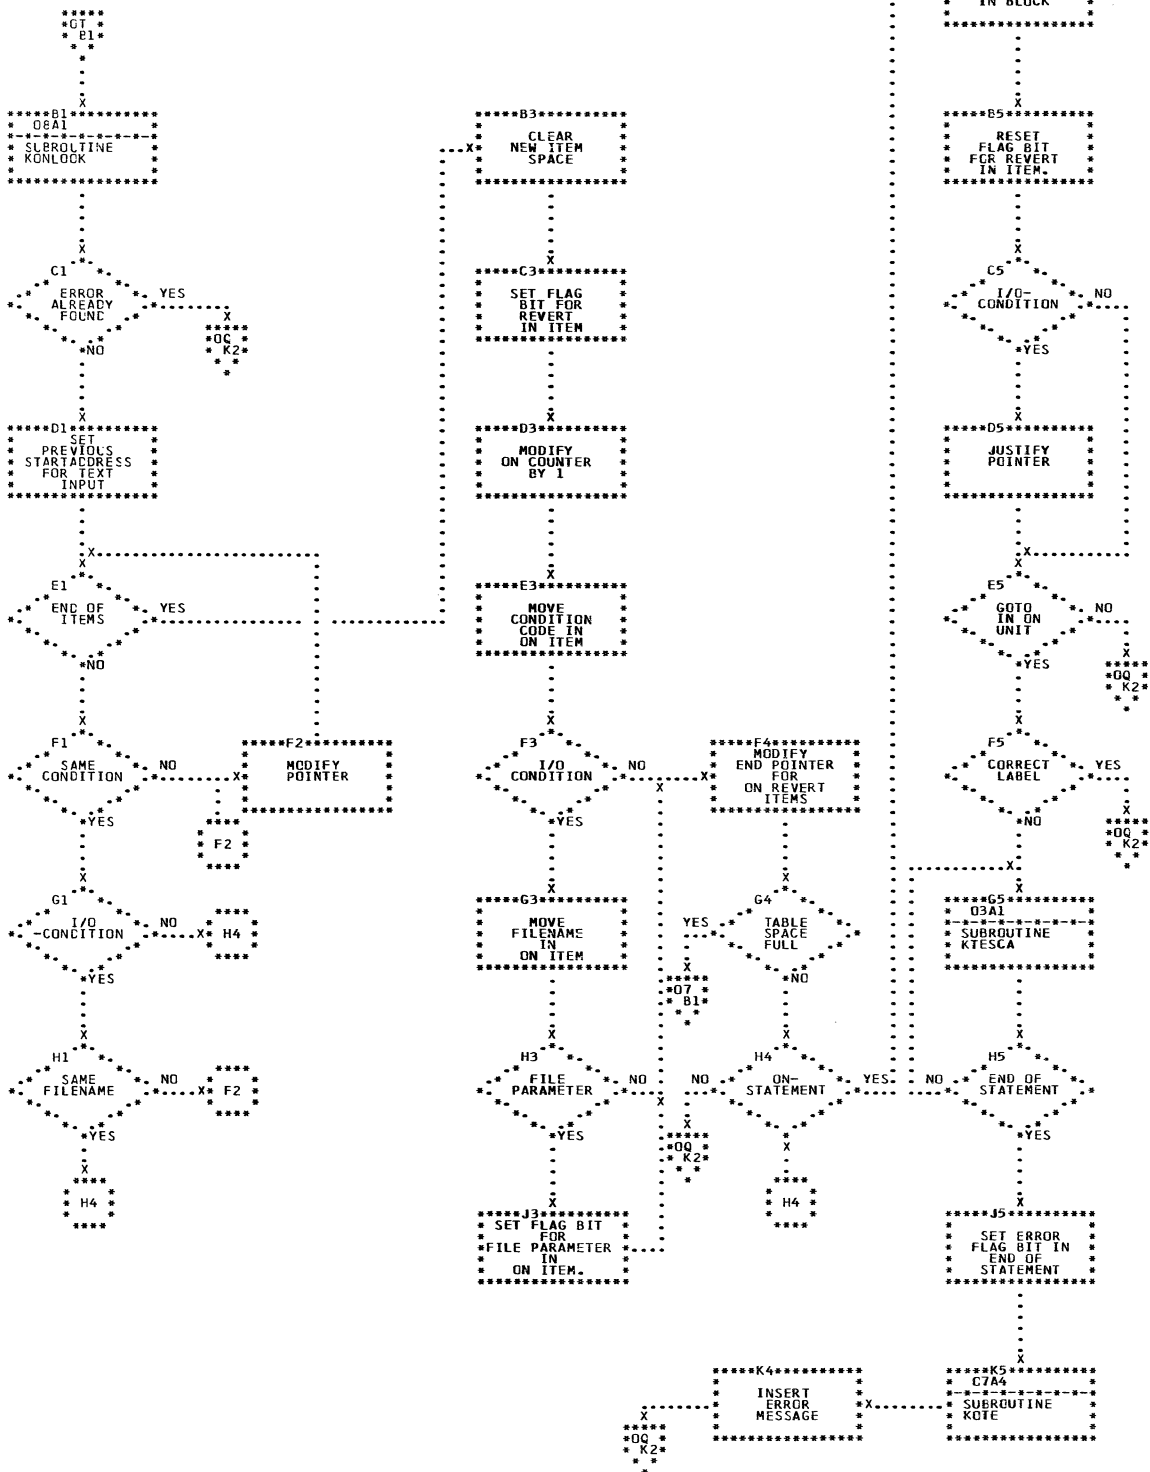 *GT *
B1*
*****B1**********
08A1
SUBROUTINE
KONLOOK
C1
ERROR
ALREADY
FOUND
YES
*OQ *
* K2*
*NO
*****D1**********
SET
PREVIOUS
STARTADDRESS
FOR TEXT
INPUT
E1
END OF
ITEMS
YES
*NO
F1
SAME
CONDITION
NO
*YES
F2
*****F2**********
MODIFY
POINTER
G1
I/O
-CONDITION
NO
H4
*YES
H1
SAME
FILENAME
NO
F2
*YES
H4
*****B3**********
CLEAR
NEW ITEM
SPACE
*****C3**********
SET FLAG
BIT FOR
REVERT
IN ITEM
*****D3**********
MODIFY
ON COUNTER
BY 1
*****E3**********
MOVE
CONDITION
CODE IN
ON ITEM
F3
I/O
CONDITION
NO
*YES
*****G3**********
MOVE
FILENAME
IN
ON ITEM
H3
FILE
PARAMETER
NO
*YES
*****J3**********
SET FLAG BIT
FOR
FILE PARAMETER
IN
ON ITEM.
*****F4**********
MODIFY
END POINTER
FOR
ON REVERT
ITEMS
G4
TABLE
SPACE
FULL
YES
*07 *
* B1*
*NO
H4
ON-
STATEMENT
NO
YES
*OQ *
* K2*
H4
*****K4**********
INSERT
ERROR
MESSAGE
*OQ *
* K2*
IN BLOCK
*****B5**********
RESET
FLAG BIT
FOR REVERT
IN ITEM.
C5
I/O-
CONDITION
NO
*YES
*****D5**********
JUSTIFY
POINTER
E5
GOTO
IN ON
UNIT
NO
*OQ *
* K2*
*YES
F5
CORRECT
LABEL
YES
*OQ *
* K2*
*NO
*****G5**********
03A1
SUBROUTINE
KTESCA
H5
END OF
STATEMENT
NO
*YES
*****J5**********
SET ERROR
FLAG BIT IN
END OF
STATEMENT
*****K5**********
C7A4
SUBROUTINE
KOTE